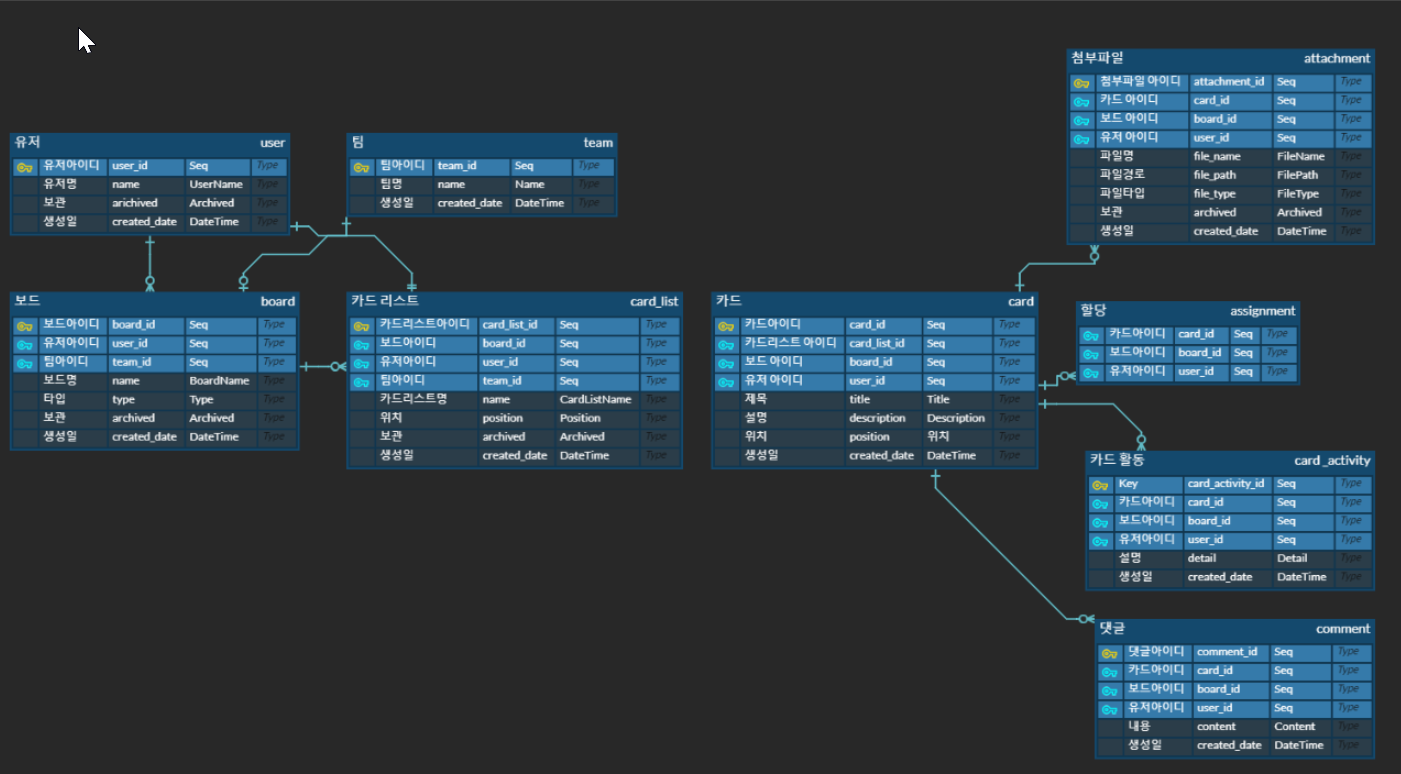 유저 user
유저아이디 user_id Seq Type
유저명 name UserName Type
보관 arichived Archived Type
생성일 created_date DateTime Type
팀 team
팀아이디 team_id Seq Type
팀명 name Name Type
생성일 created_date DateTime Type
보드 board
보드아이디 board_id Seq Type
유저아이디 user_id Seq Type
팀아이디 team_id Seq Type
보드명 name BoardName Type
타입 type Type Type
보관 archived Archived Type
생성일 created_date DateTime Type
카드 리스트 card_list
카드리스트아이디 card_list_id Seq Type
보드아이디 board_id Seq Type
유저아이디 user_id Seq Type
팀아이디 team_id Seq Type
카드리스트명 name CardListName Type
위치 position Position Type
보관 archived Archived Type
생성일 created_date DateTime Type
카드 card
카드아이디 card_id Seq Type
카드리스트 아이디 card_list_id Seq Type
보드 아이디 board_id Seq Type
유저 아이디 user_id Seq Type
제목 title Title Type
설명 description Description Type
위치 position 위치 Type
생성일 created_date DateTime Type
첨부파일 attachment
첨부파일 아이디 attachment_id Seq Type
카드 아이디 card_id Seq Type
보드 아이디 board_id Seq Type
유저 아이디 user_id Seq Type
파일명 file_name FileName Type
파일경로 file_path FilePath Type
파일타입 file_type FileType Type
보관 archived Archived Type
생성일 created_date DateTime Type
할당 assignment
카드아이디 card_id Seq Type
보드아이디 board_id Seq Type
유저아이디 user_id Seq Type
카드 활동 card _activity
Key card_activity_id Seq Type
카드아이디 card_id Seq Type
보드아이디 board_id Seq Type
유저아이디 user_id Seq Type
설명 detail Detail Type
생성일 created_date DateTime Type
댓글 comment
댓글아이디 comment_id Seq Type
카드아이디 card_id Seq Type
보드아이디 board_id Seq Type
유저아이디 user_id Seq Type
내용 content Content Type
생성일 created_date DateTime Type